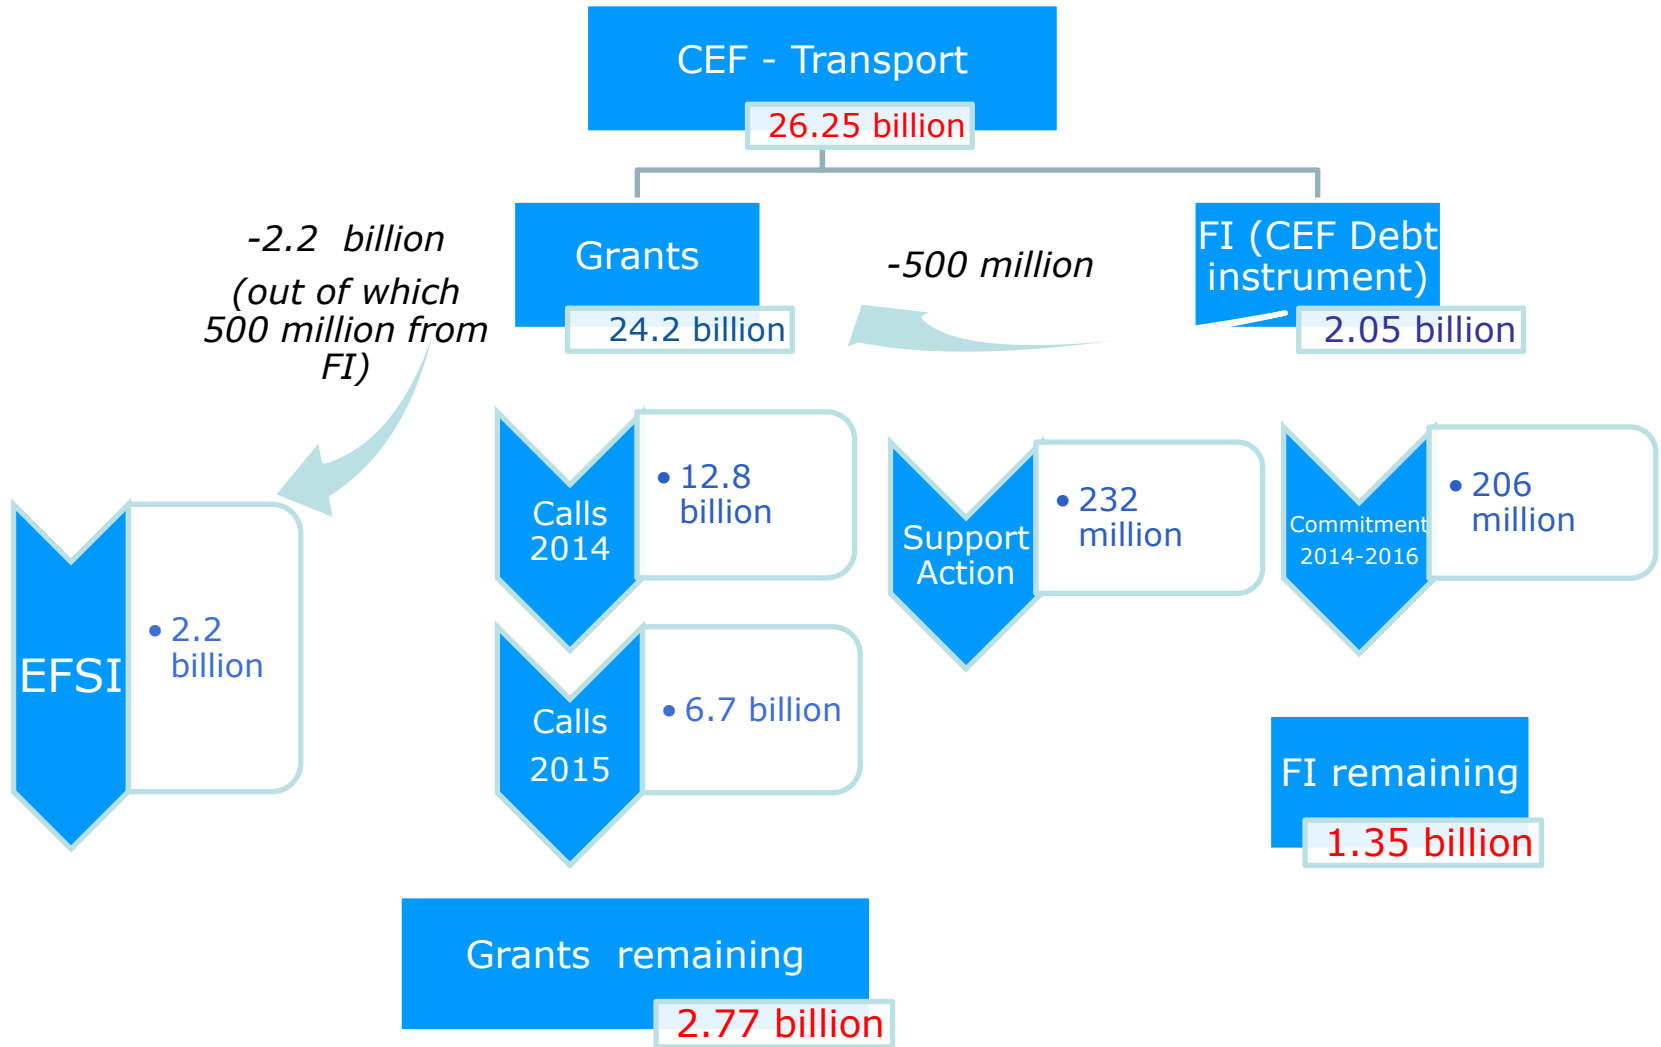 CEF - Transport
26.25 billion
-2.2 billion
(out of which
500 million from
FI)
Grants
24.2 billion
-500 million
FI (CEF Debt
instrument)
2.05 billion
EFSI
• 2.2
billion
Calls
2014
• 12.8
billion
Calls
2015
• 6.7 billion
Support
Action
• 232
million
Commitment
2014-2016
• 206
million
FI remaining
1.35 billion
Grants remaining
2.77 billion